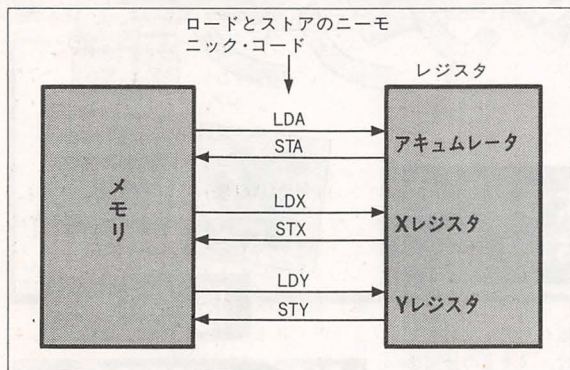 ロードとストアのニーモ
ニック・コード
レジスタ
LDA
アキュムレータ
STA
メモリ
LDX
Xレジスタ
STX
LDY
Yレジスタ
STY